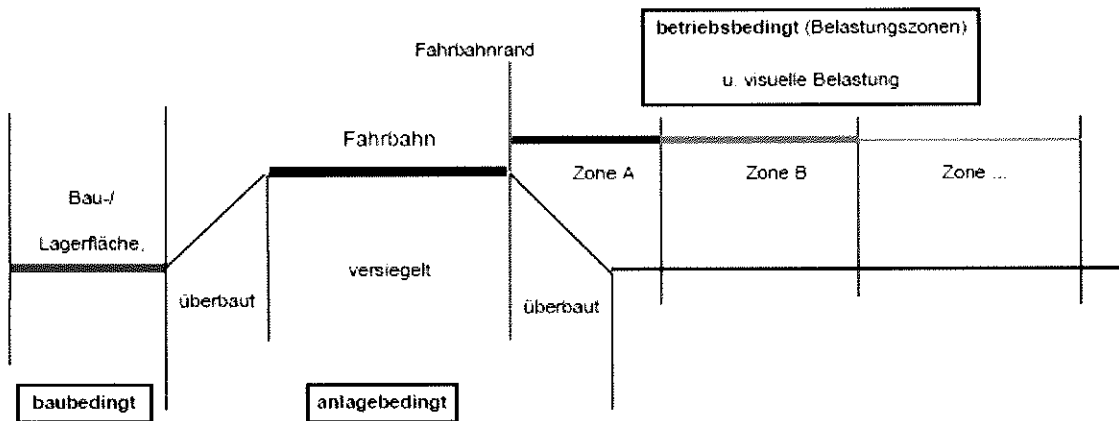 betriebsbedingt (Belastungszonen)
u. visuelle Belastung
Fahrbahnrand
Fahrbahn
Zone A
Zone B
Zone ...
Bau-/
Lagerfläche,
versiegelt
überbaut
überbaut
baubedingt
anlagebedingt